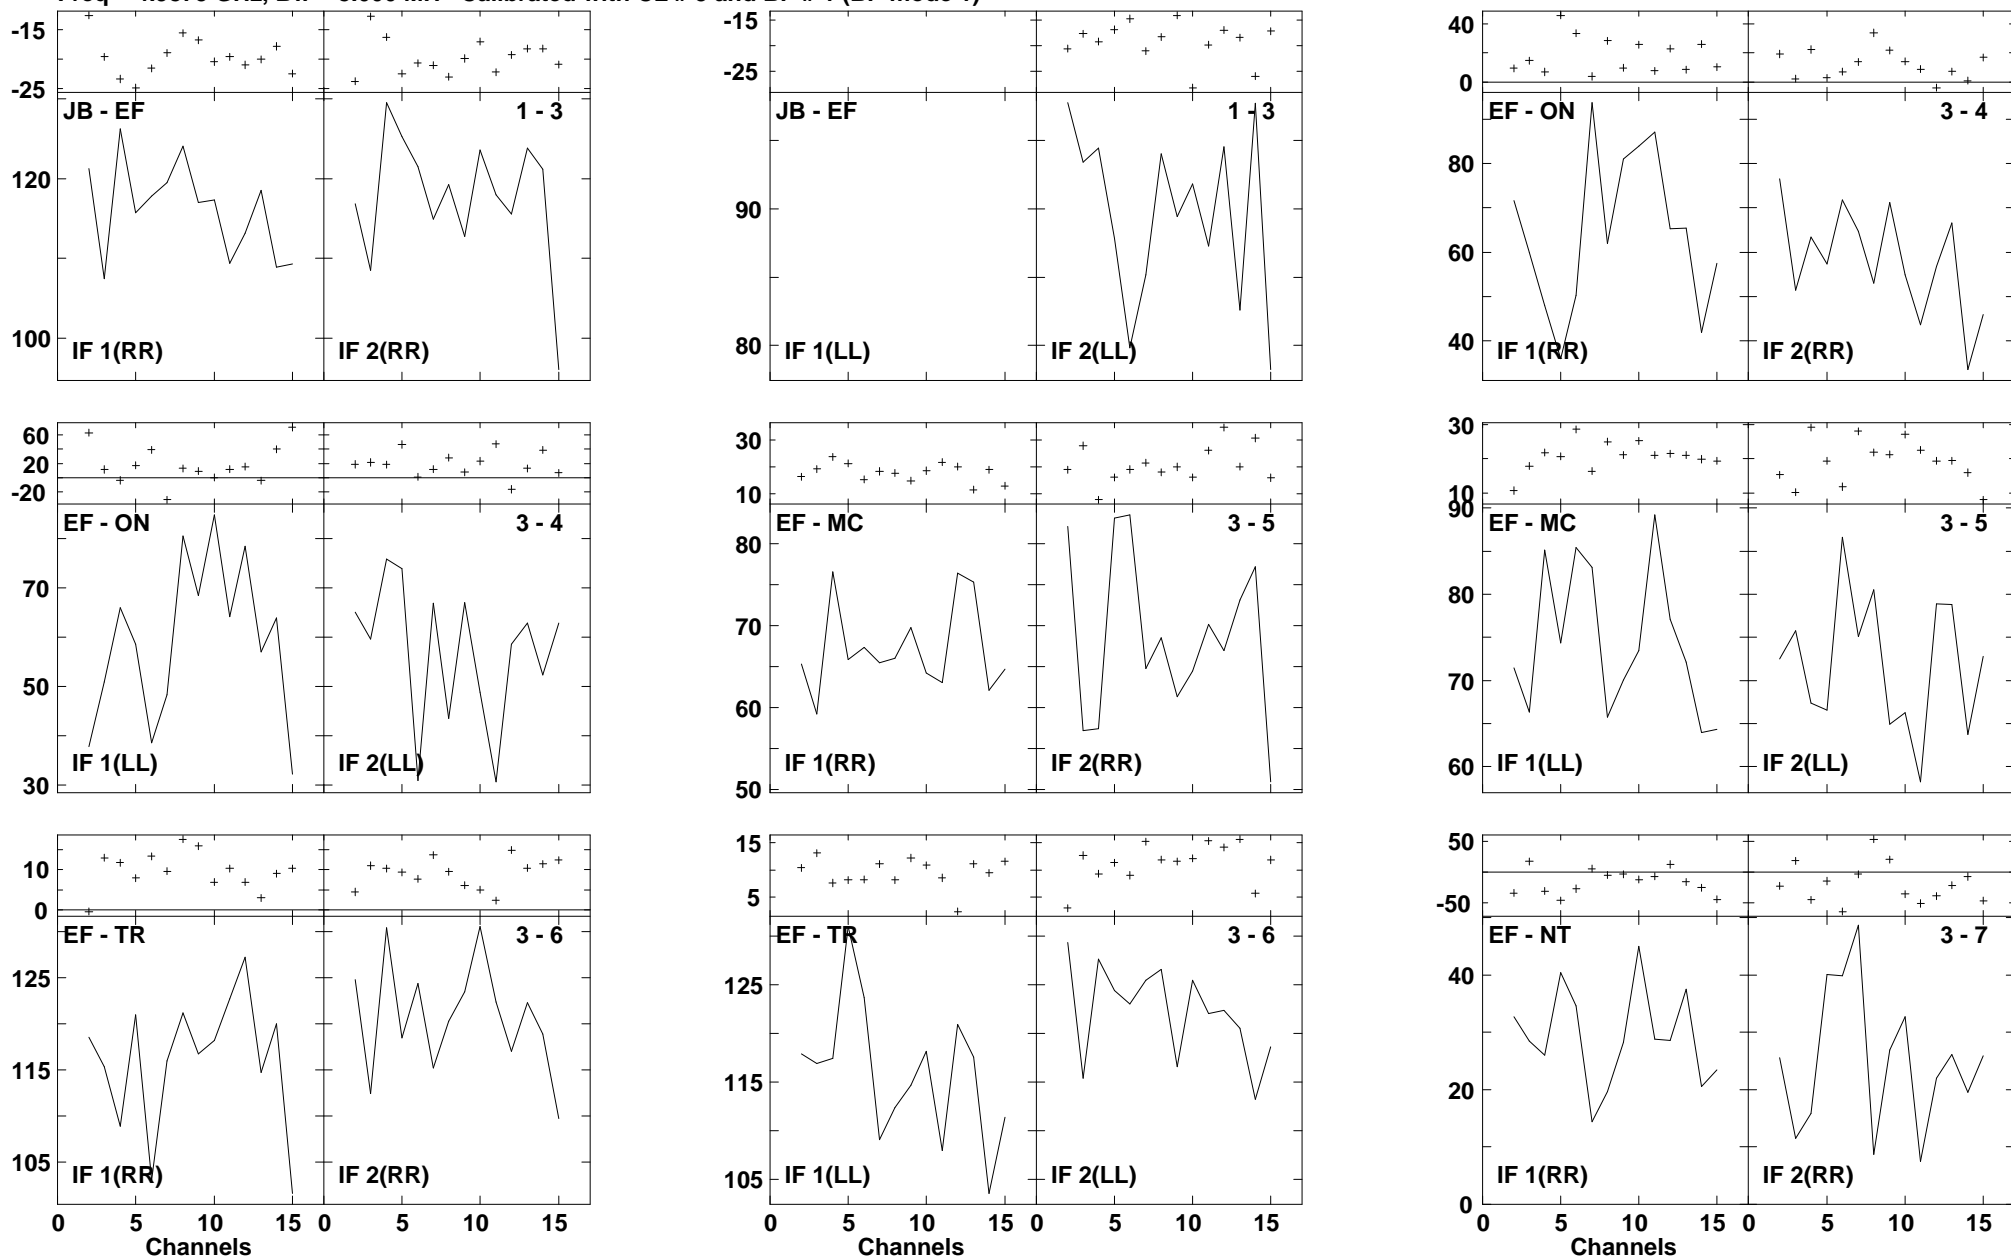 -15
-25
JB - EF
1 - 3
120
100
IF 1(RR)
IF 2(RR)
-15
-25
JB - EF
1 - 3
90
80
IF 1(LL)
IF 2(LL)
40
0
EF - ON
3 - 4
80
60
40
IF 1(RR)
IF 2(RR)
60
20
-20
EF - ON
3 - 4
70
50
30
IF 1(LL)
IF 2(LL)
30
10
EF - MC
3 - 5
80
70
60
50
IF 1(RR)
IF 2(RR)
30
10
90
EF - MC
3 - 5
80
70
60
IF 1(LL)
IF 2(LL)
10
0
EF - TR
3 - 6
125
115
105
IF 1(RR)
IF 2(RR)
0 5 10 15 0 5 10 15
Channels
15
5
EF - TR
3 - 6
125
115
105
IF 1(LL)
IF 2(LL)
0 5 10 15 0 5 10 15
Channels
50
-50
EF - NT
3 - 7
40
20
0
IF 1(RR)
IF 2(RR)
0 5 10 15 0 5 10 15
Channels